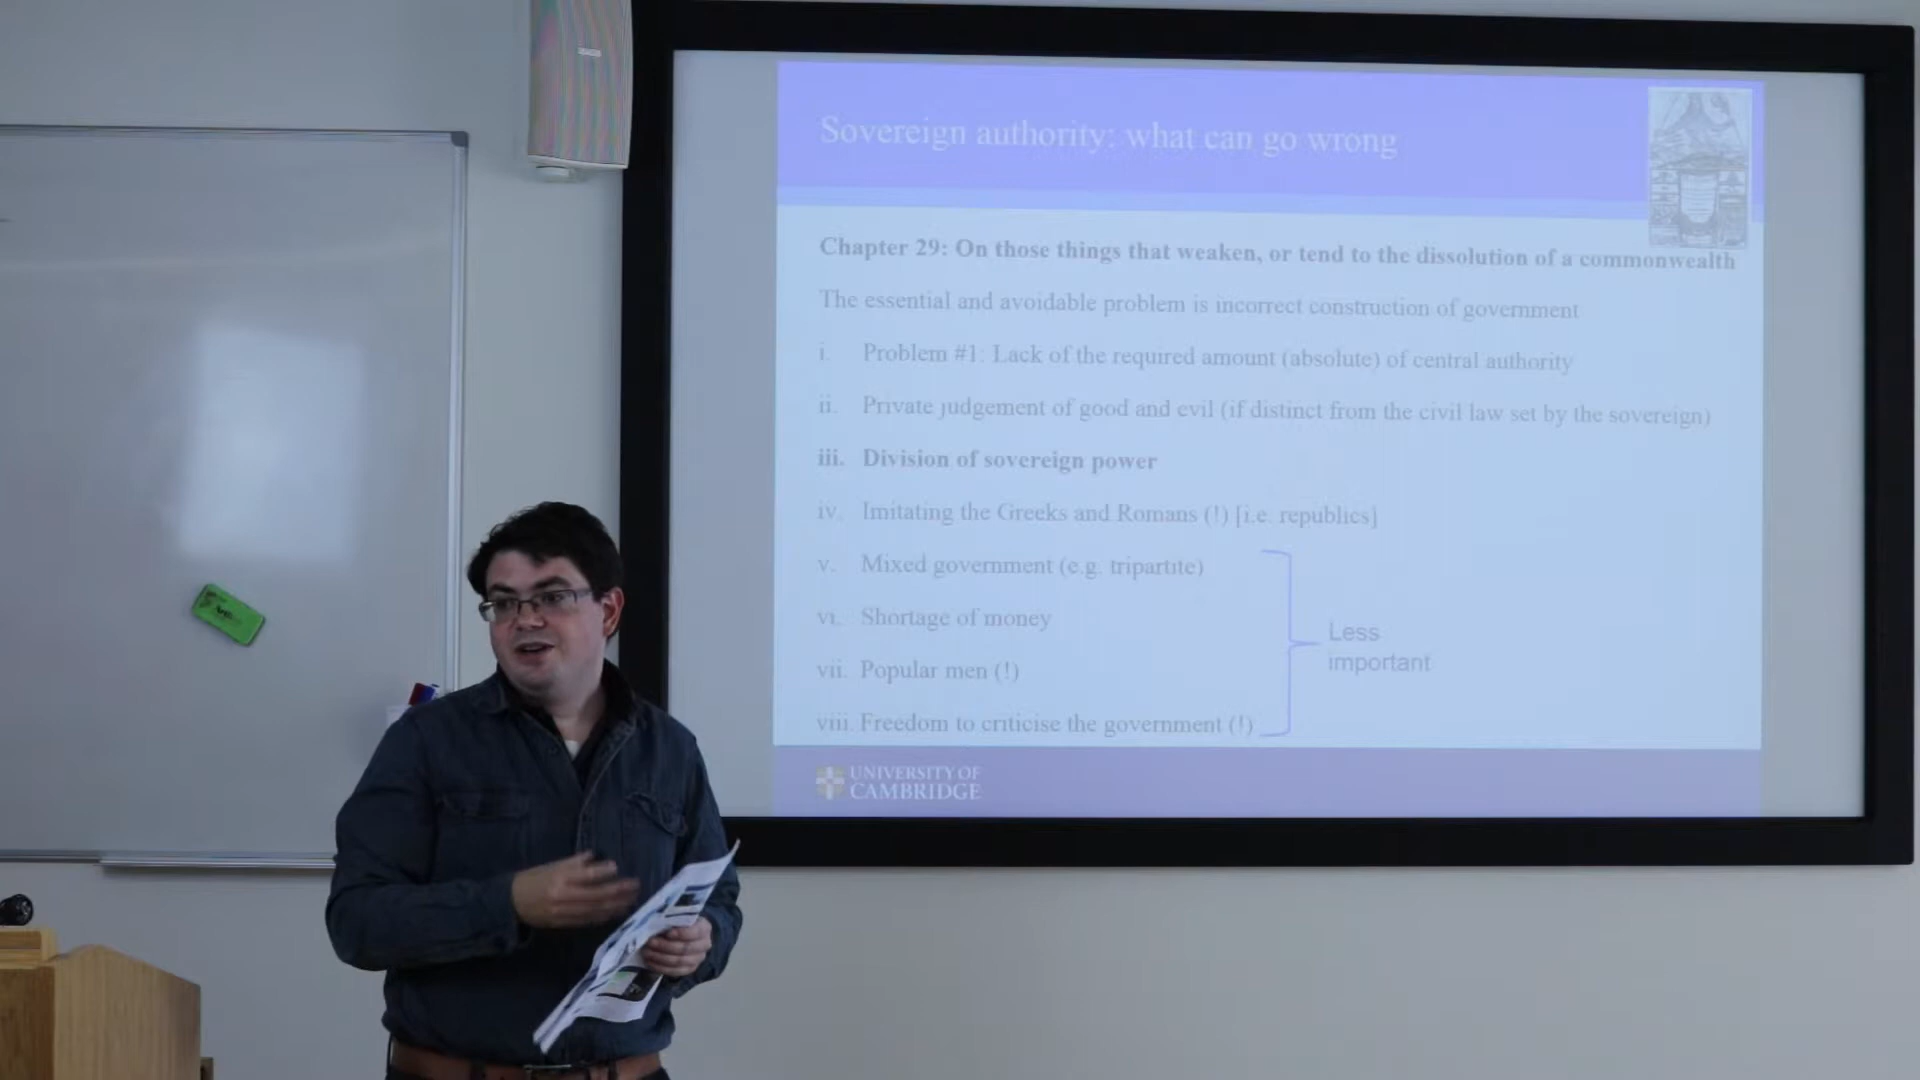 Sovereign authority: what can go wrong
Chapter 29: On those things that weaken, or tend to the dissolution of a commonwealth
The essential and avoidable problem is incorrect construction of government
i. Problem #1: Lack of the required amount (absolute) of central authority
ii. Private judgement of good and evil (if distinct from the civil law set by the sovereign)
iii. Division of sovereign power
iv. Imitating the Greeks and Romans (!) [i.e. republics]
v. Mixed government (e.g. tripartite)
vi. Shortage of money
vii. Popular men (!)
viii. Freedom to criticise the government (!)
Less
important
UNIVERSITY OF
CAMBRIDGE